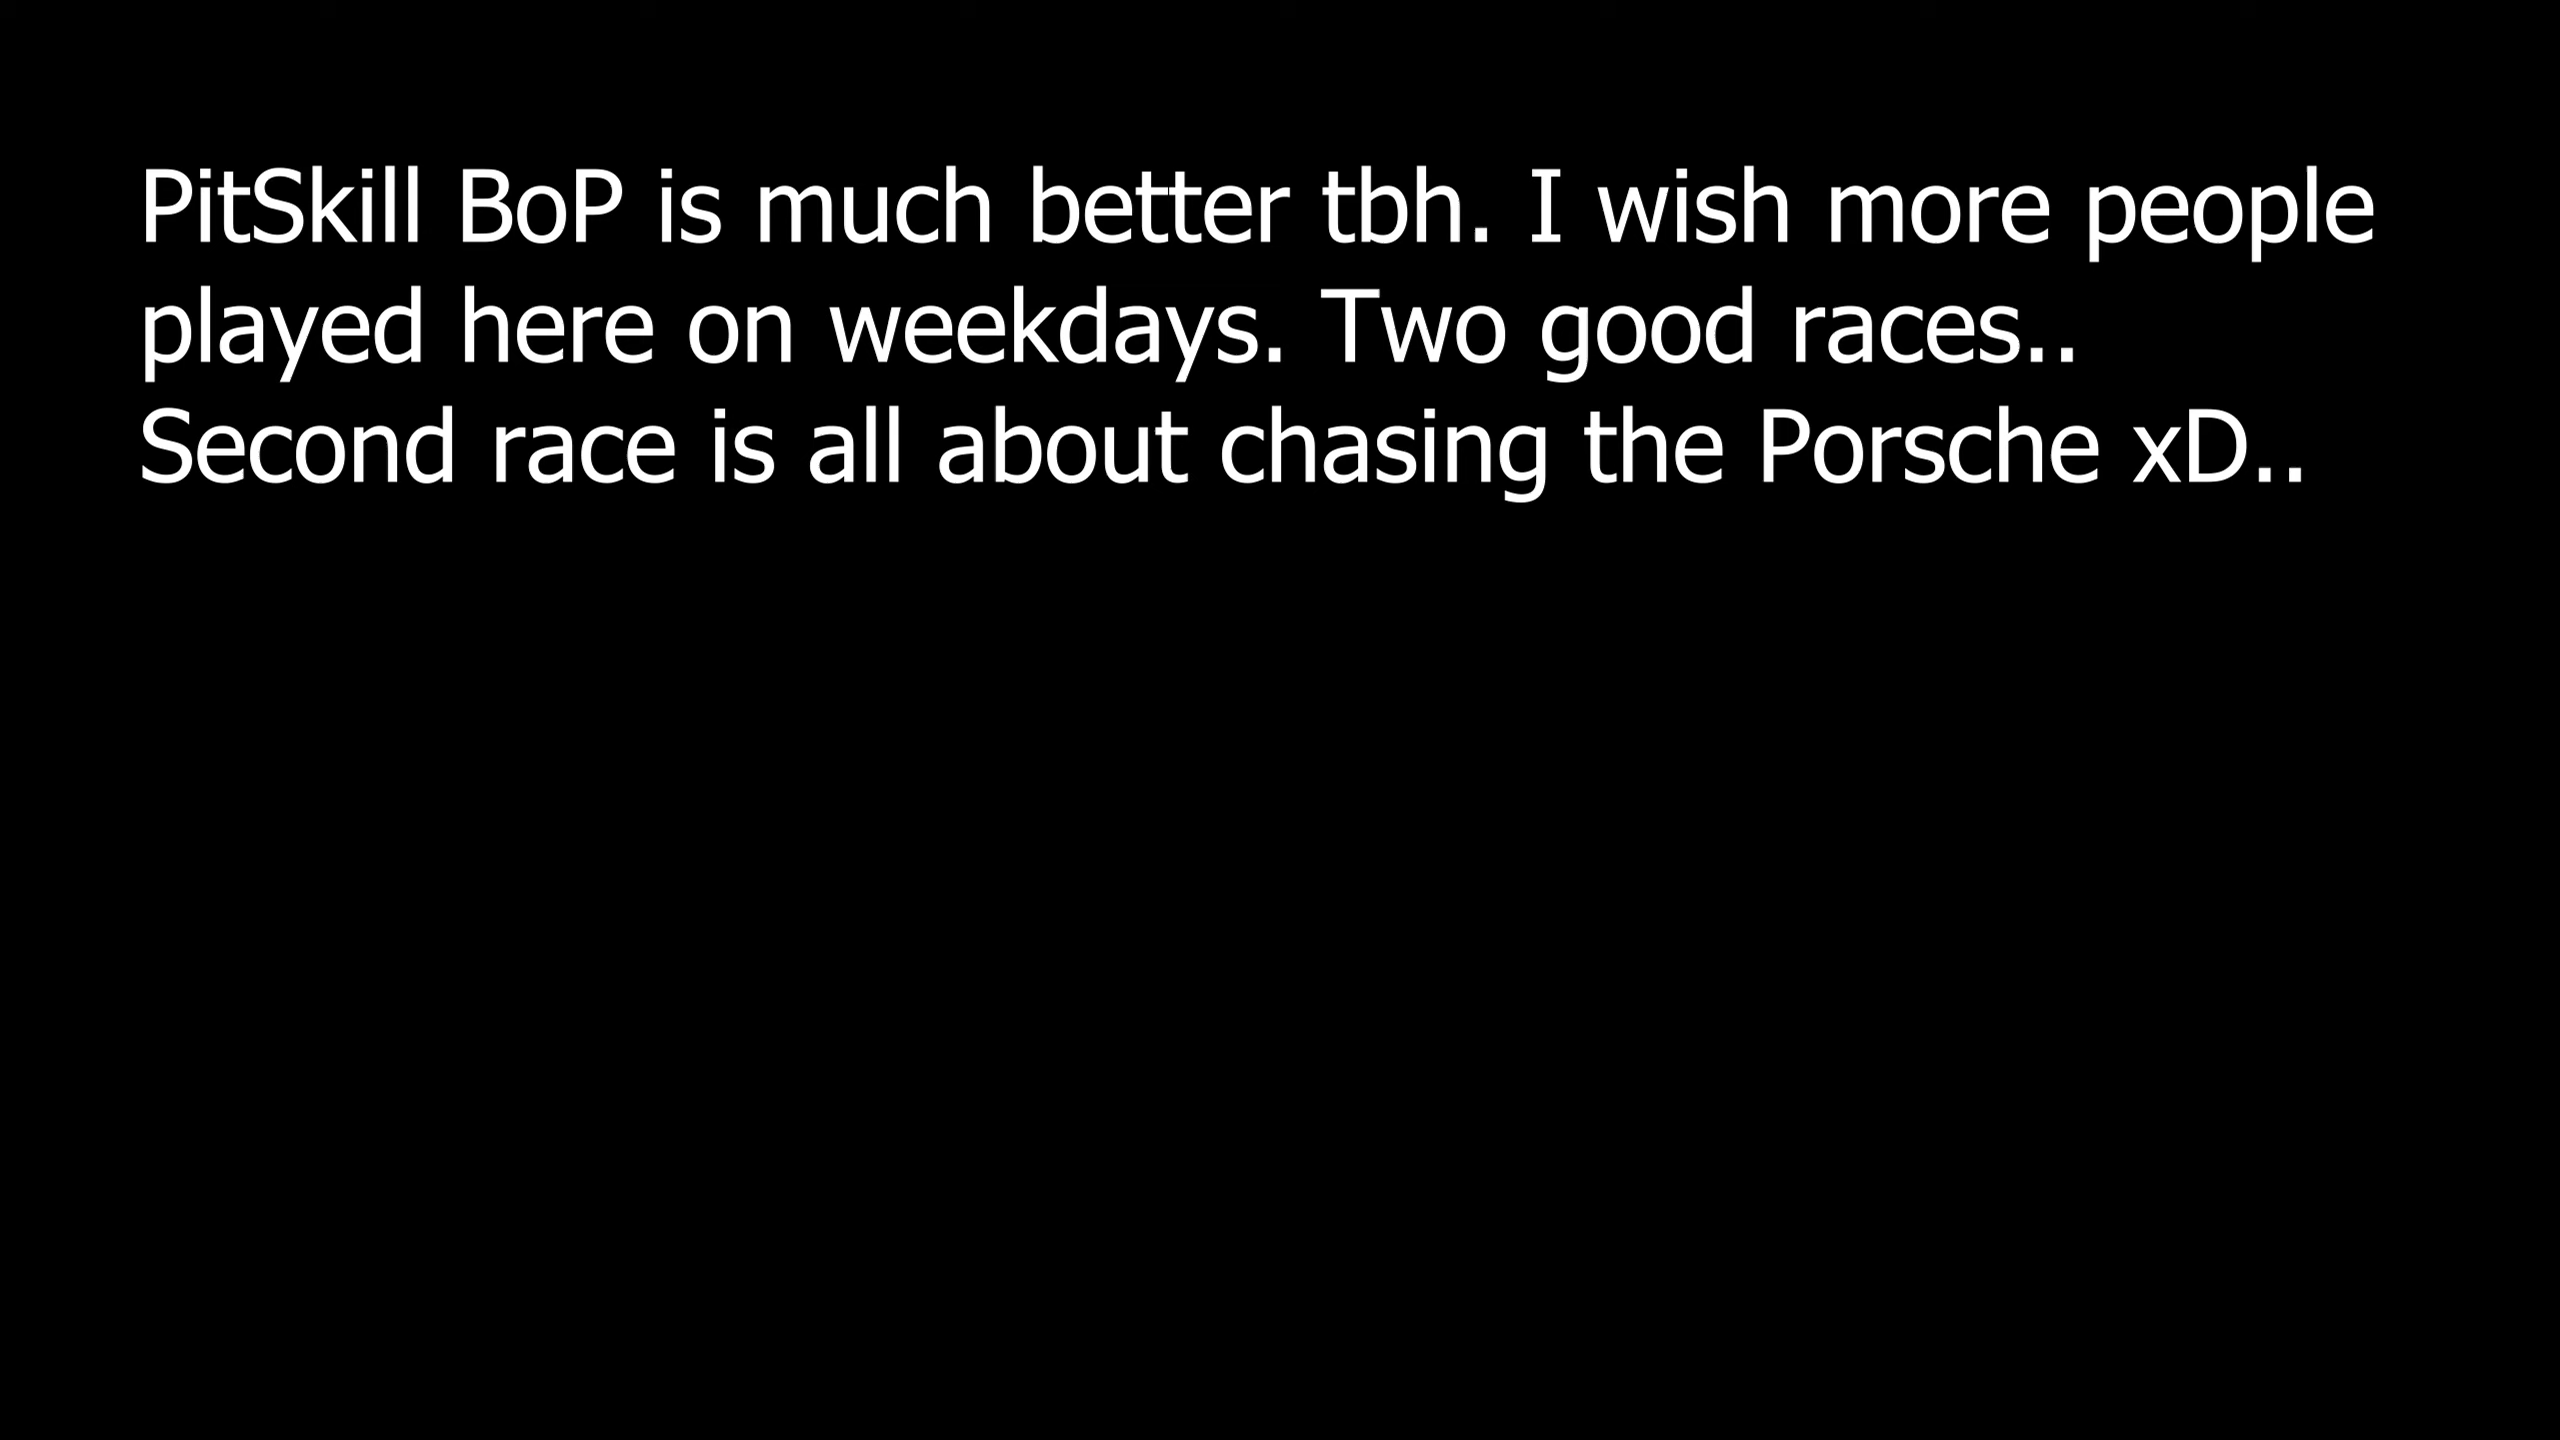 PitSkill BoP is much better tbh. I wish more people
played here on weekdays. Two good races..
Second race is all about chasing the Porsche xD..